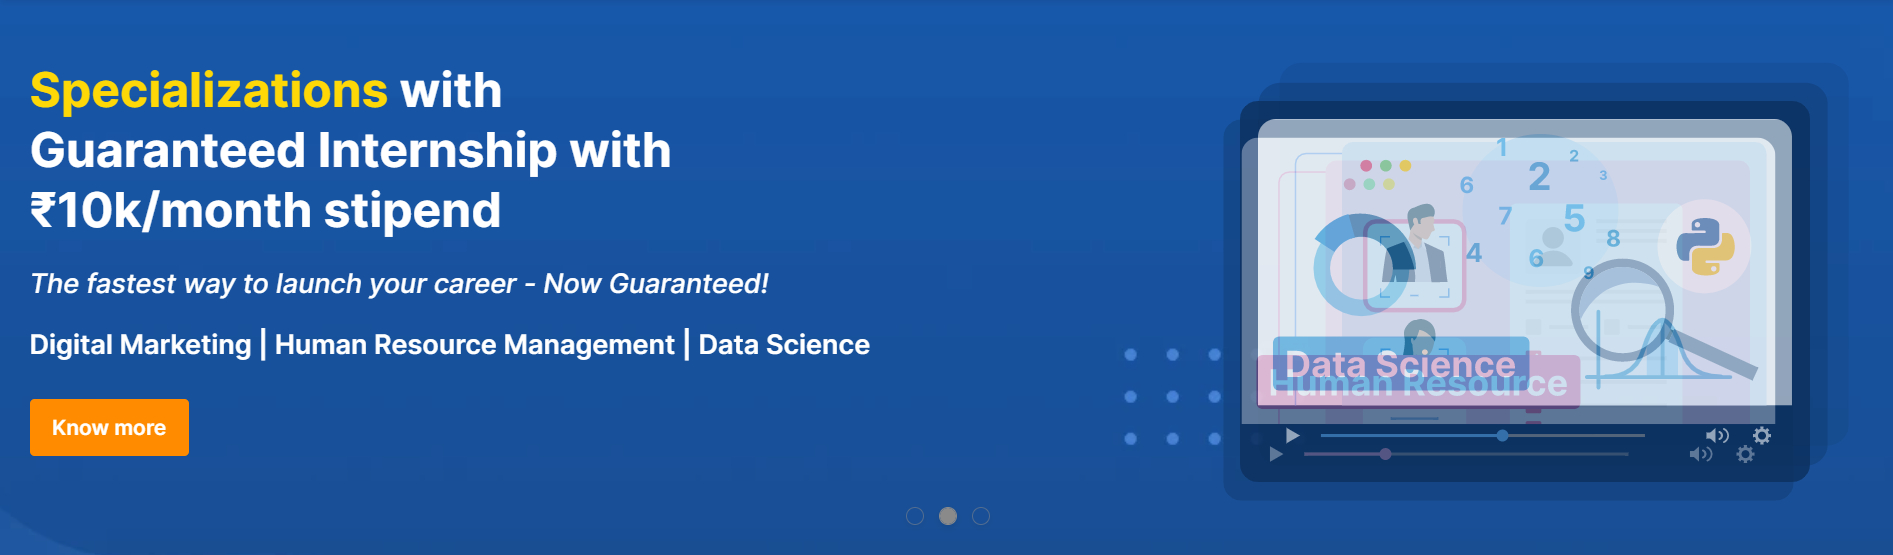 Specializations with
Guaranteed Internship with
₹10k/month stipend
The fastest way to launch your career - Now Guaranteed!
Digital Marketing | Human Resource Management | Data Science
Know more
1
2
6
2
3
7
5
4
6
8
9
Data Science
Human Resource